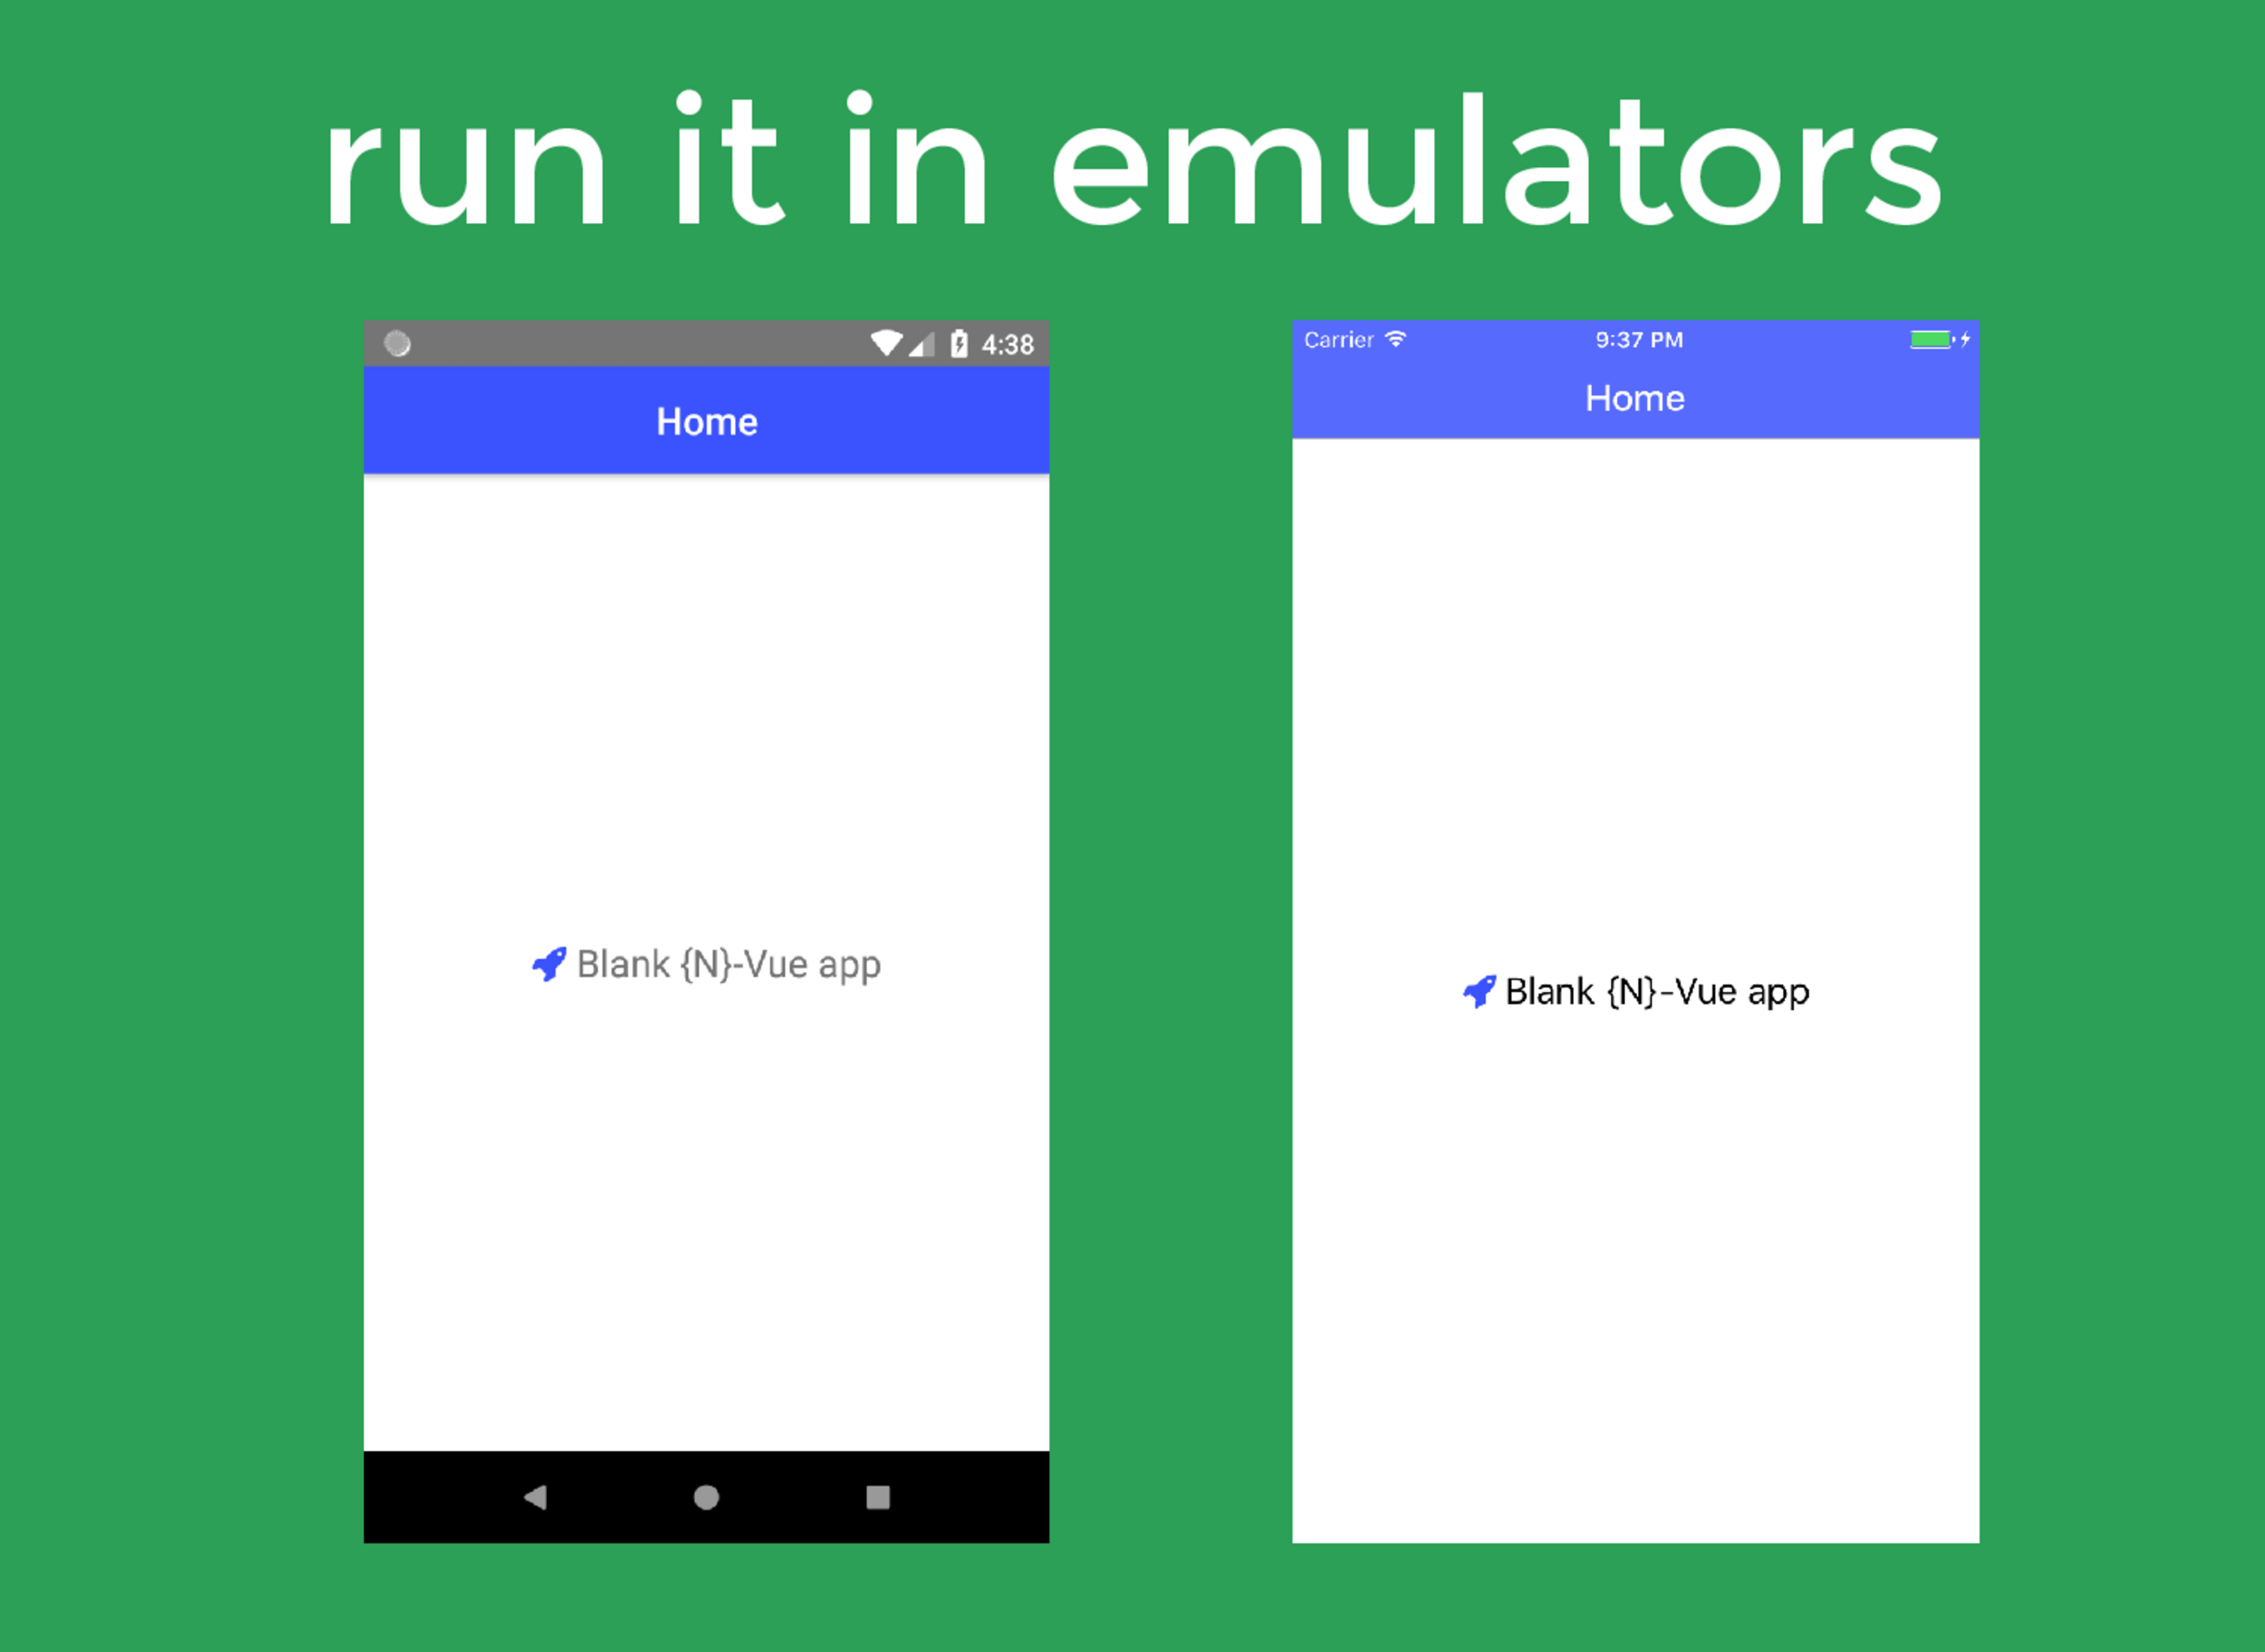 run it in emulators
4:38
Home
Blank {N}-Vue app
Carrier 9:37 PM
Home
Blank {N}-Vue app